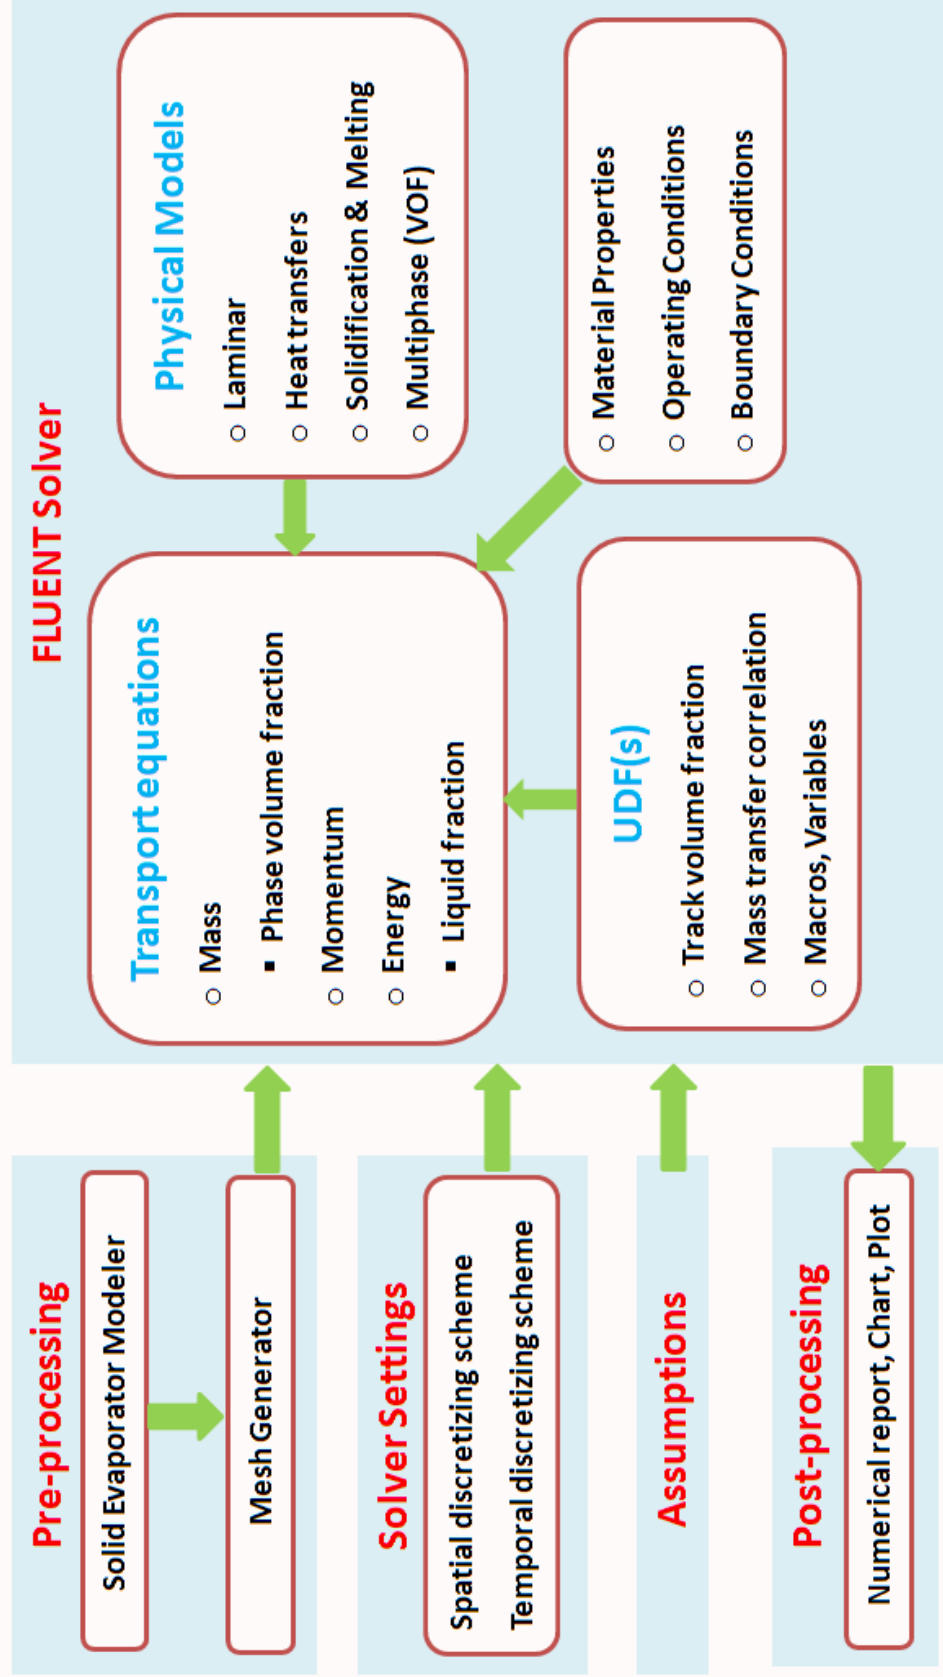 Pre-processing
Solid Evaporator Modeler
Mesh Generator
Solver Settings
Spatial discretizing scheme
Temporal discretizing scheme
Assumptions
Post-processing
Numerical report, Chart, Plot
FLUENT Solver
Transport equations
○ Mass
▪ Phase volume fraction
○ Momentum
○ Energy
▪ Liquid fraction
UDF(s)
○ Track volume fraction
○ Mass transfer correlation
○ Macros, Variables
Physical Models
○ Laminar
○ Heat transfers
○ Solidification & Melting
○ Multiphase (VOF)
○ Material Properties
○ Operating Conditions
○ Boundary Conditions